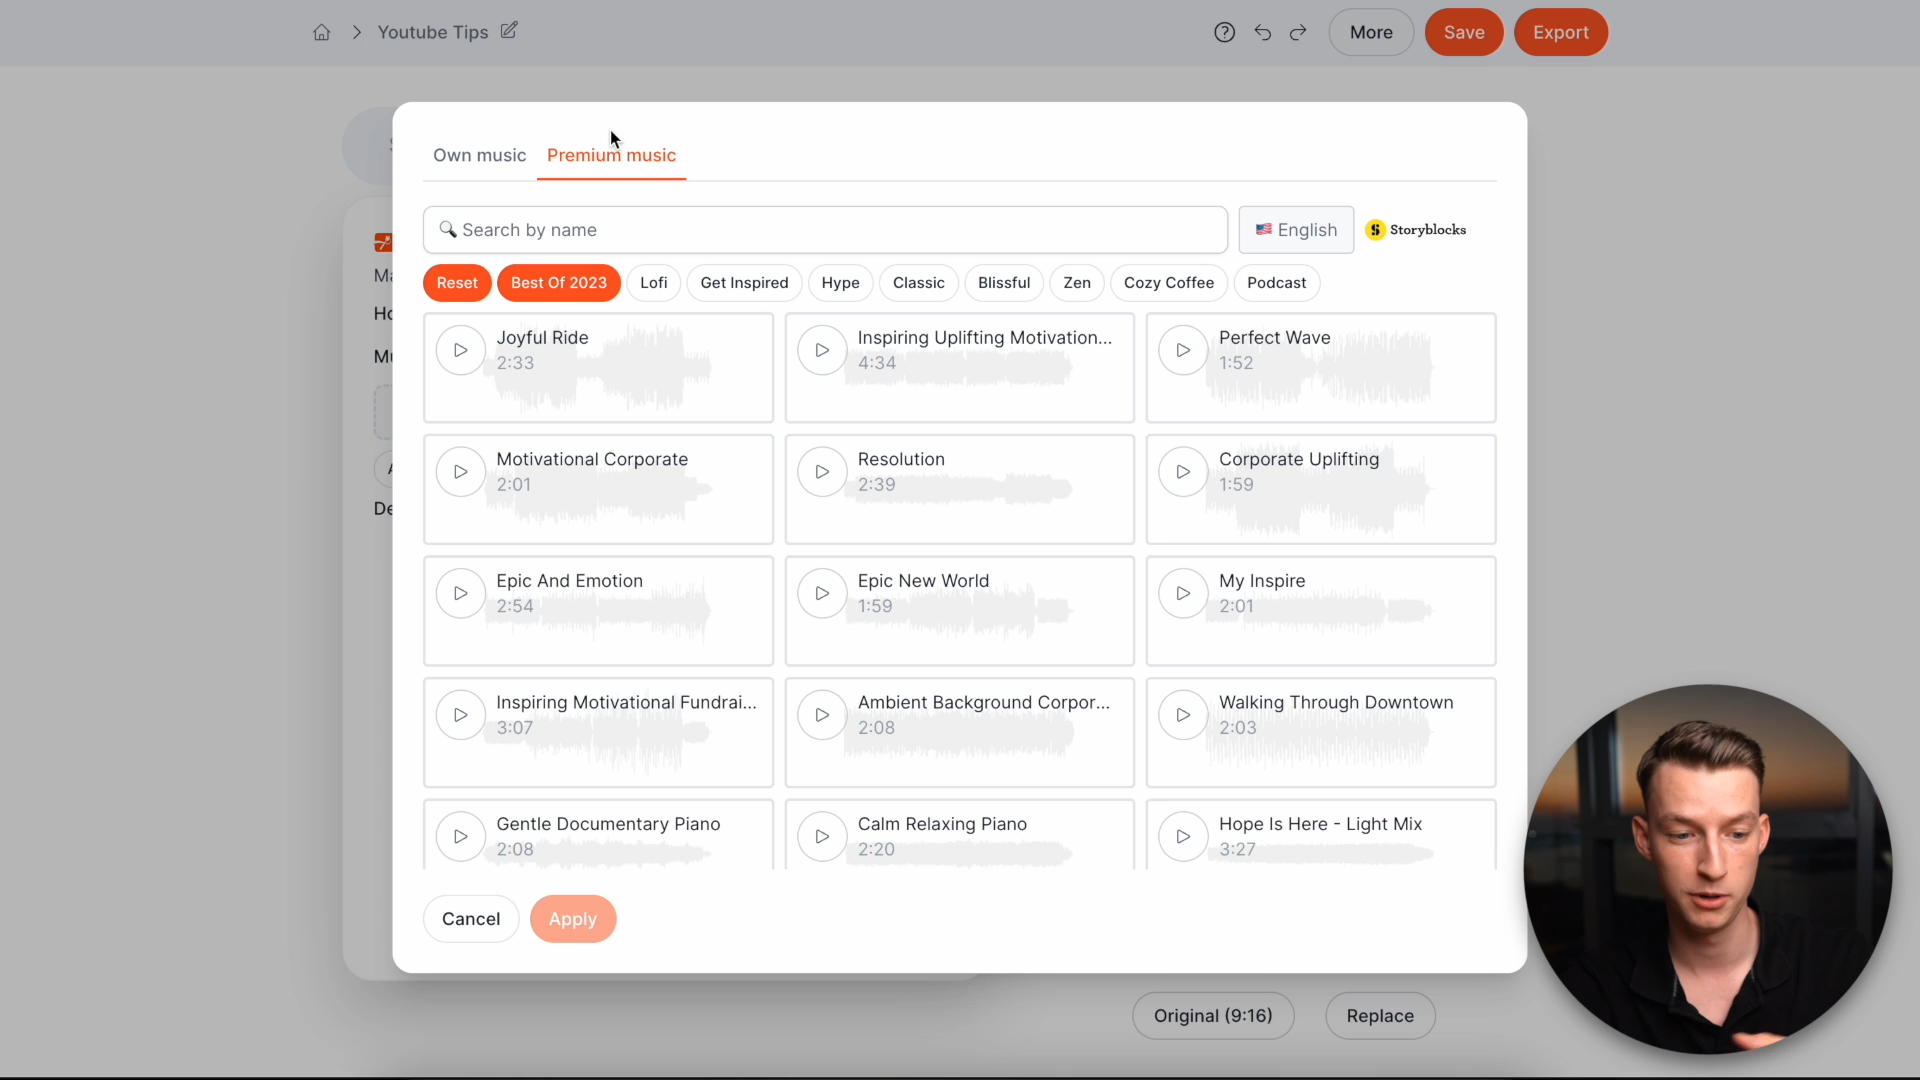 Youtube Tips
More
Save
Export
Own music
Premium music
Search by name
English
Storyblocks
Reset
Best Of 2023
Lofi
Get Inspired
Hype
Classic
Blissful
Zen
Cozy Coffee
Podcast
Joyful Ride
2:33
Inspiring Uplifting Motivation...
4:34
Perfect Wave
1:52
Motivational Corporate
2:01
Resolution
2:39
Corporate Uplifting
1:59
Epic And Emotion
2:54
Epic New World
1:59
My Inspire
2:01
Inspiring Motivational Fundrai...
3:07
Ambient Background Corpor...
2:08
Walking Through Downtown
2:03
Gentle Documentary Piano
2:08
Calm Relaxing Piano
2:20
Hope Is Here - Light Mix
3:27
Cancel
Apply
Original (9:16)
Replace